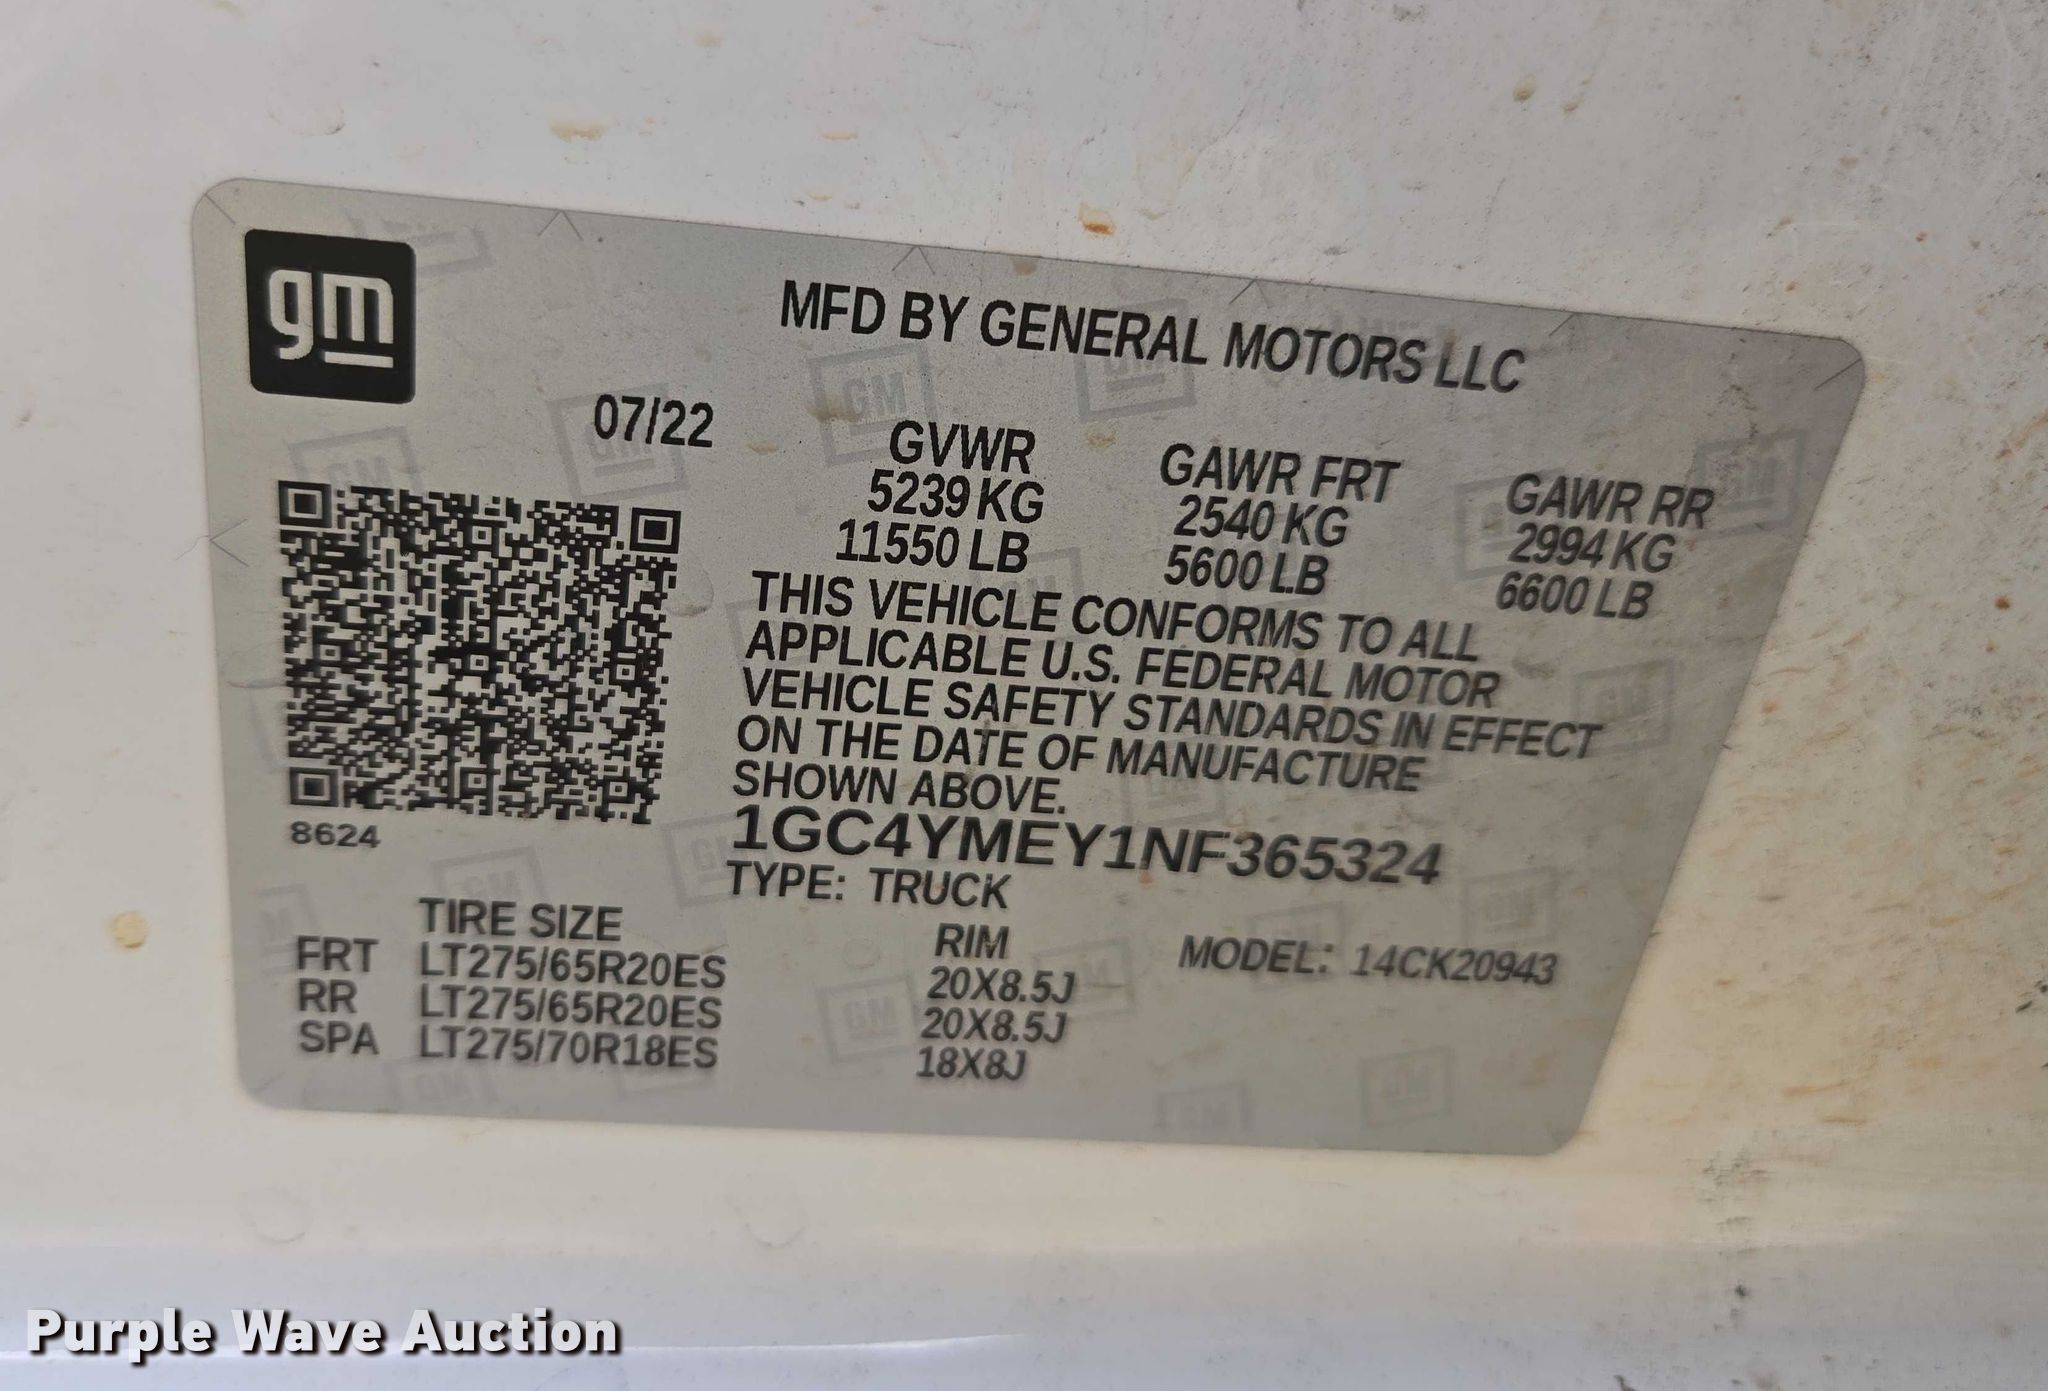 gm
MFD BY GENERAL MOTORS LLC
07/22
GVWR GAWR FRT GAWR RR
5239 KG 2540 KG 2994 KG
11550 LB 5600 LB 6600 LB
THIS VEHICLE CONFORMS TO ALL
APPLICABLE U.S. FEDERAL MOTOR
VEHICLE SAFETY STANDARDS IN EFFECT
ON THE DATE OF MANUFACTURE
SHOWN ABOVE.
8624
1GC4YMEY1NF365324
TYPE: TRUCK
TIRE SIZE RIM MODEL: 14CK20943
FRT LT275/65R20ES 20X8.5J
RR LT275/65R20ES 20X8.5J
SPA LT275/70R18ES 18X8J
Purple Wave Auction